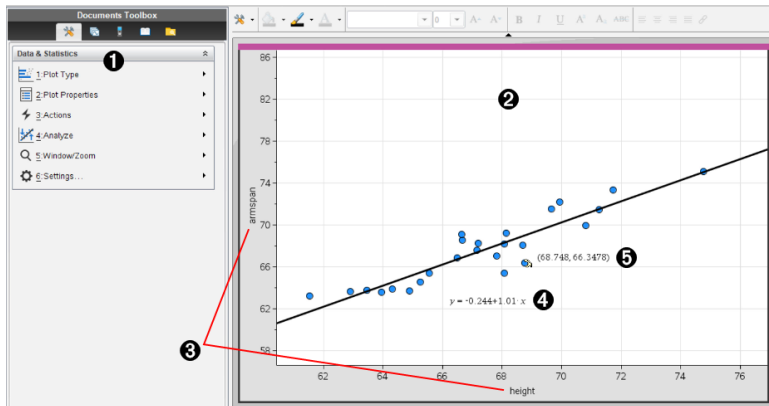 Documents Toolbox
0
A-
A+
B
I
U
ABC
Data & Statistics
1
1:Plot Type
2:Plot Properties
3:Actions
4:Analyze
5:Window/Zoom
6:Settings...
86
82
2
78
74
70
66
62
58
armspan
(68.748, 66.3478)
5
y = -0.244+1.01· x
4
3
62
64
66
68
70
72
74
76
height